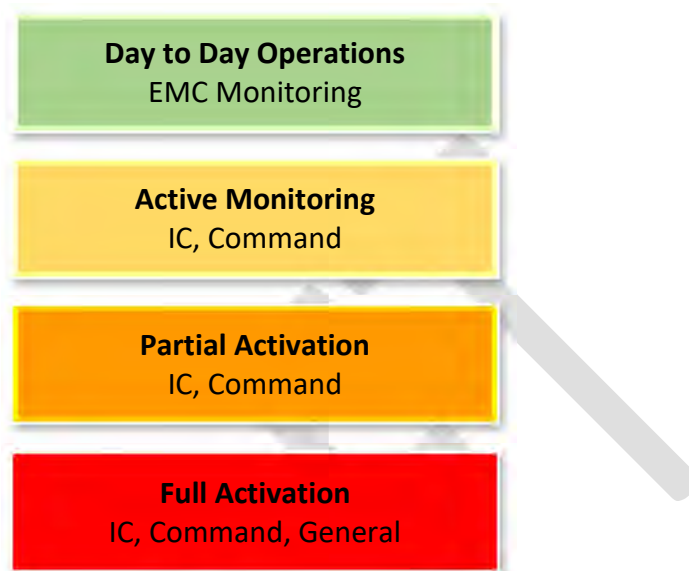 Day to Day Operations
EMC Monitoring
Active Monitoring
IC, Command
Partial Activation
IC, Command
Full Activation
IC, Command, General